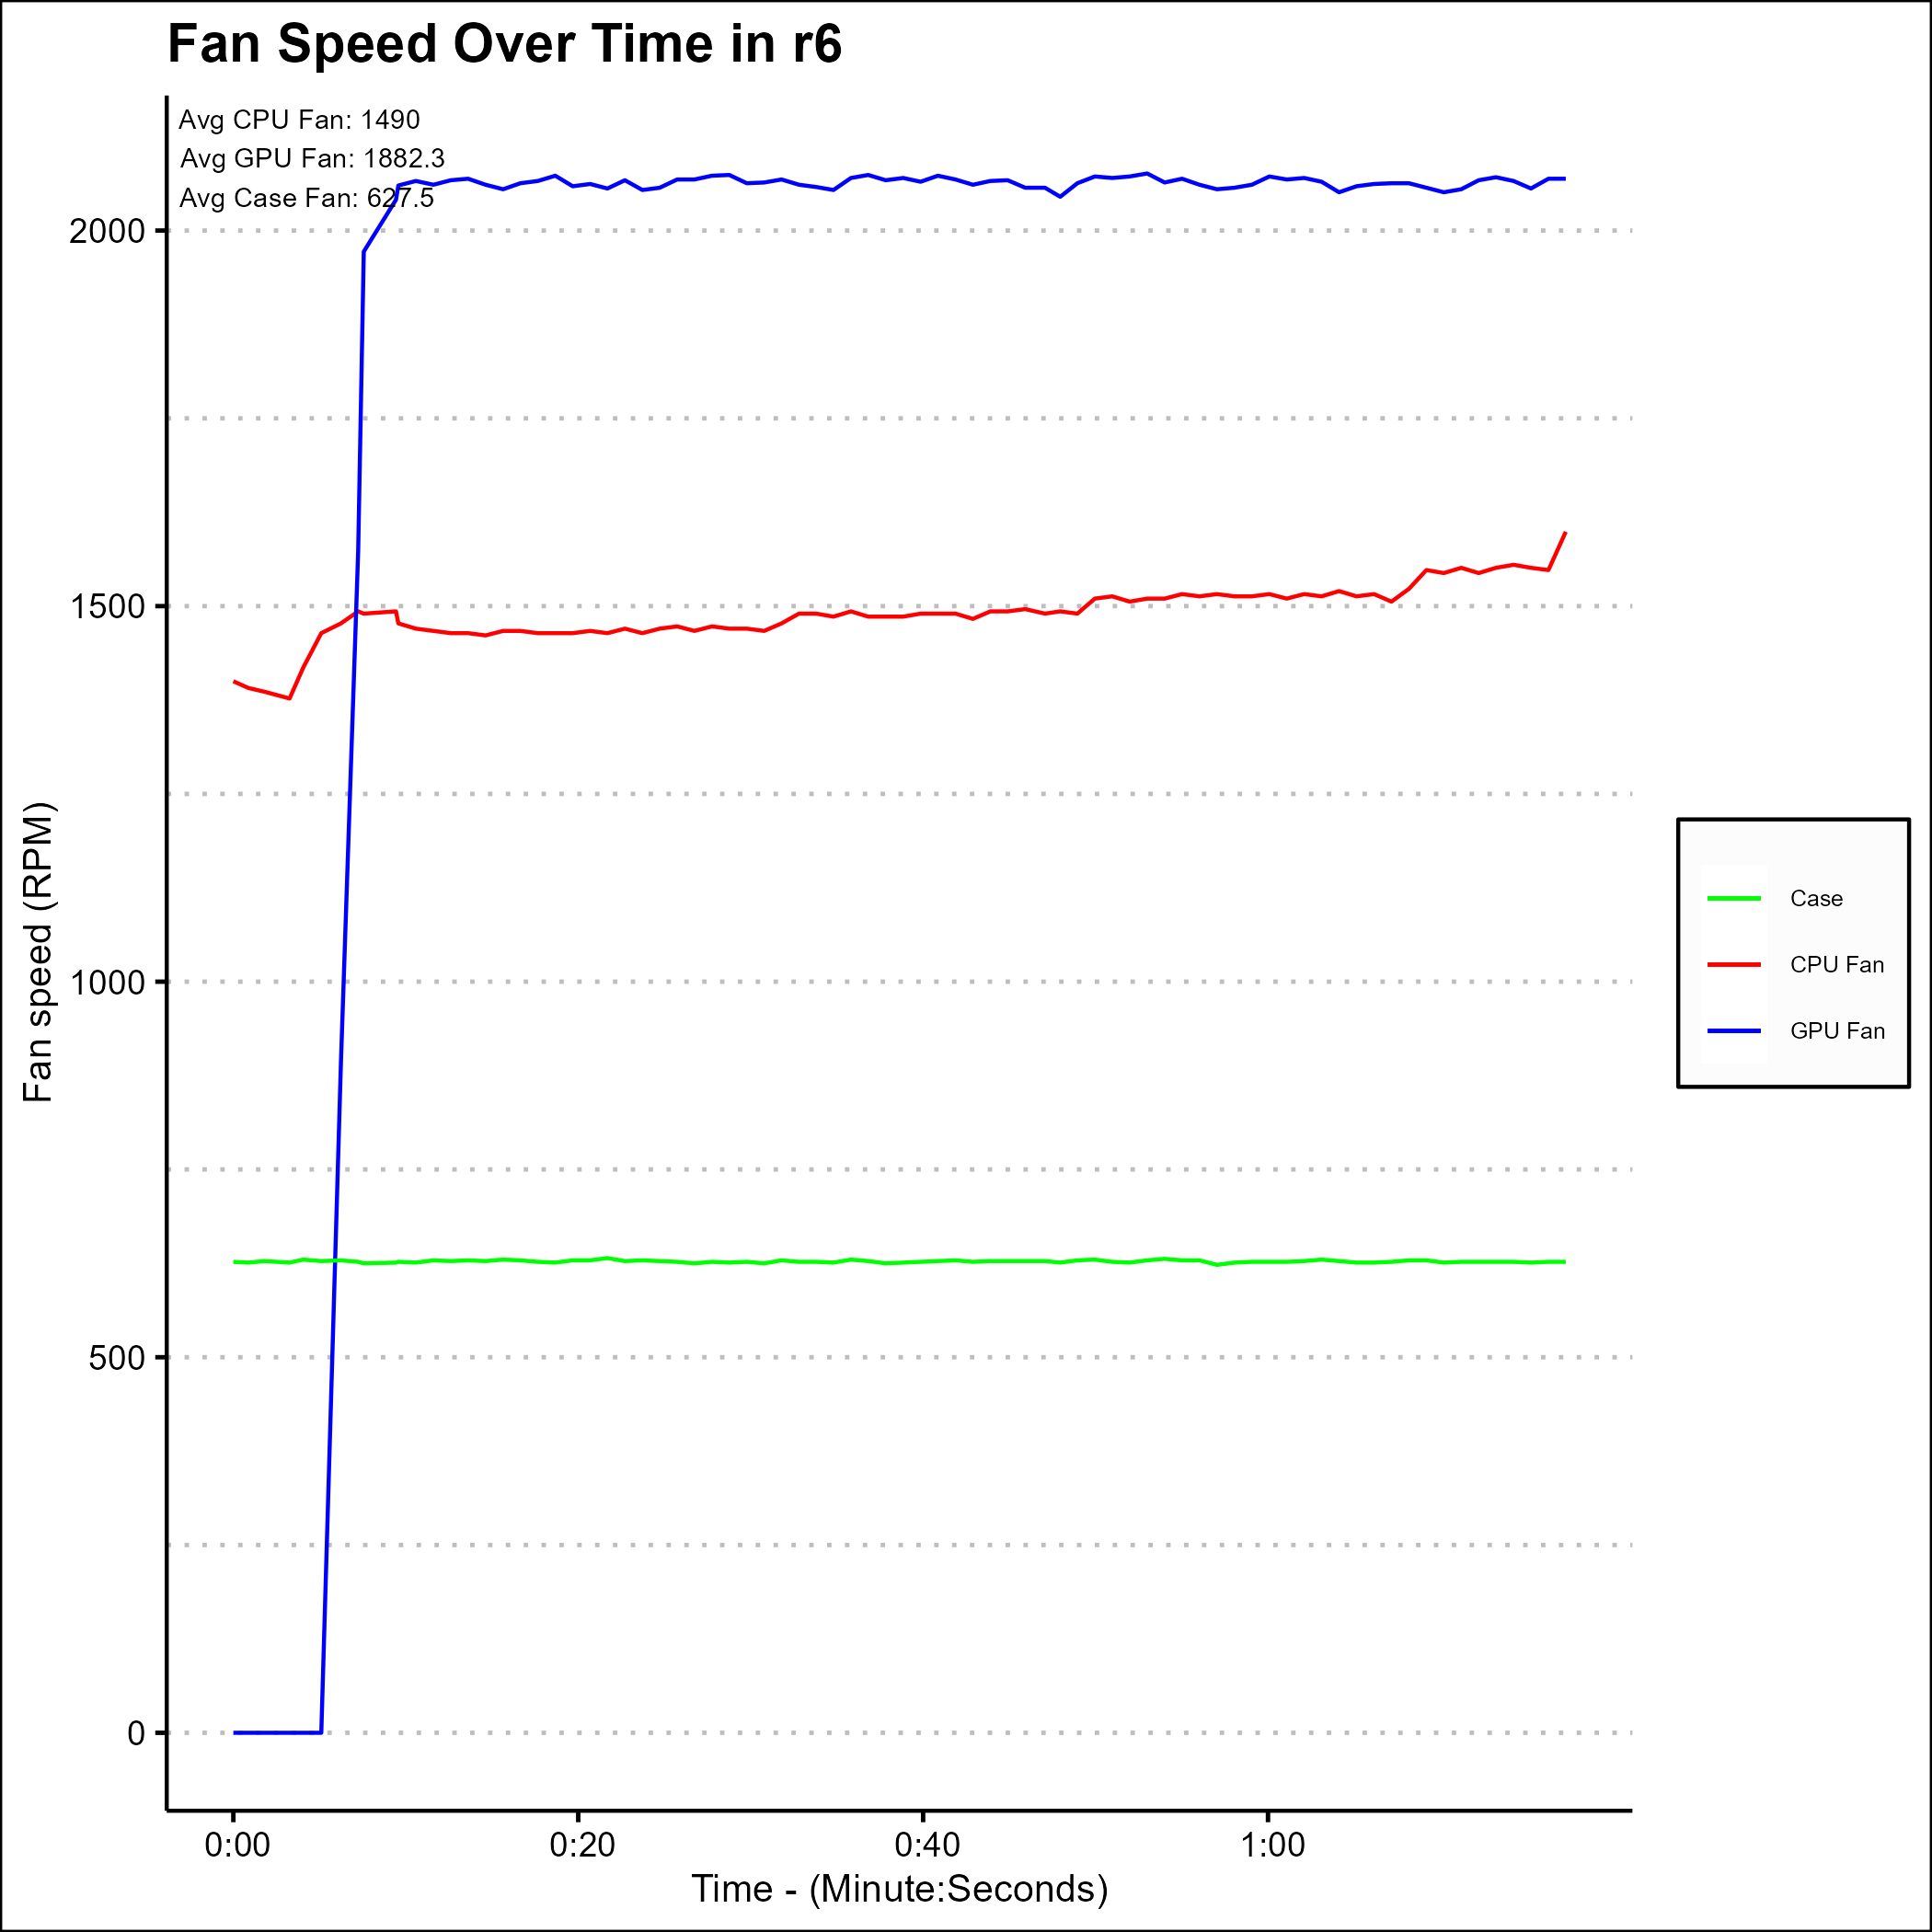 Fan Speed Over Time in r6
Avg CPU Fan: 1490
Avg GPU Fan: 1882.3
Avg Case Fan: 627.5
2000
1500
1000
500
0
Fan speed (RPM)
Case
CPU Fan
GPU Fan
0:00 0:20 0:40 1:00
Time - (Minute:Seconds)